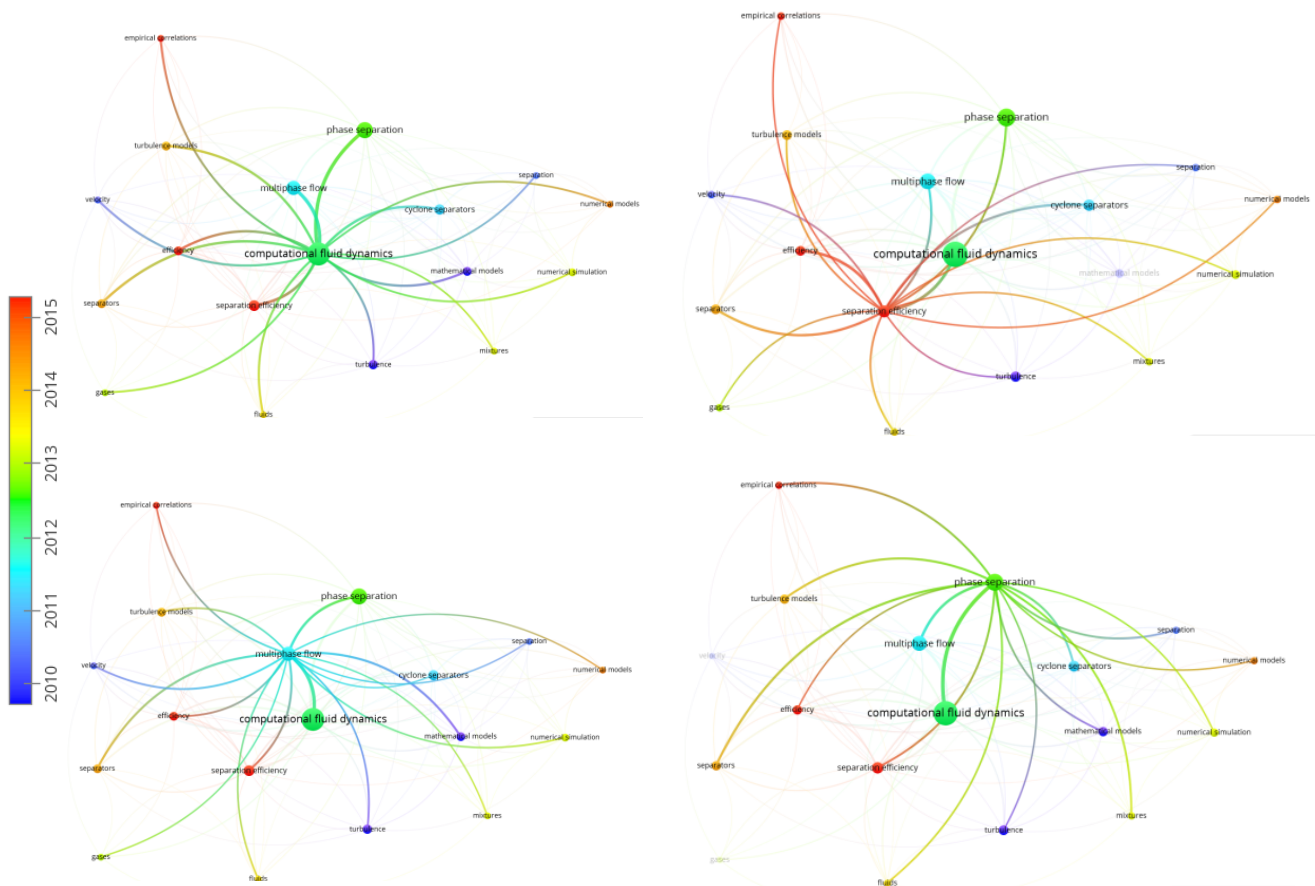 empirical correlations
phase separation
turbulence models
multiphase flow
separation
velocity
numerical models
cyclone separators
efficiency
computational fluid dynamics
mathematical models
numerical simulation
separators
separation efficiency
mixtures
turbulence
gases
fluids
empirical correlations
phase separation
turbulence models
separation
multiphase flow
velocity
numerical models
cyclone separators
efficiency
computational fluid dynamics
mathematical models
numerical simulation
separators
separation efficiency
mixtures
turbulence
gases
fluids
2015
2014
2013
2012
2011
2010
empirical correlations
phase separation
turbulence models
separation
multiphase flow
velocity
numerical models
cyclone separators
efficiency
computational fluid dynamics
mathematical models
numerical simulation
separators
separation efficiency
mixtures
turbulence
gases
fluids
empirical correlations
phase separation
turbulence models
separation
multiphase flow
velocity
numerical models
cyclone separators
efficiency
computational fluid dynamics
mathematical models
numerical simulation
separators
separation efficiency
mixtures
turbulence
gases
fluids